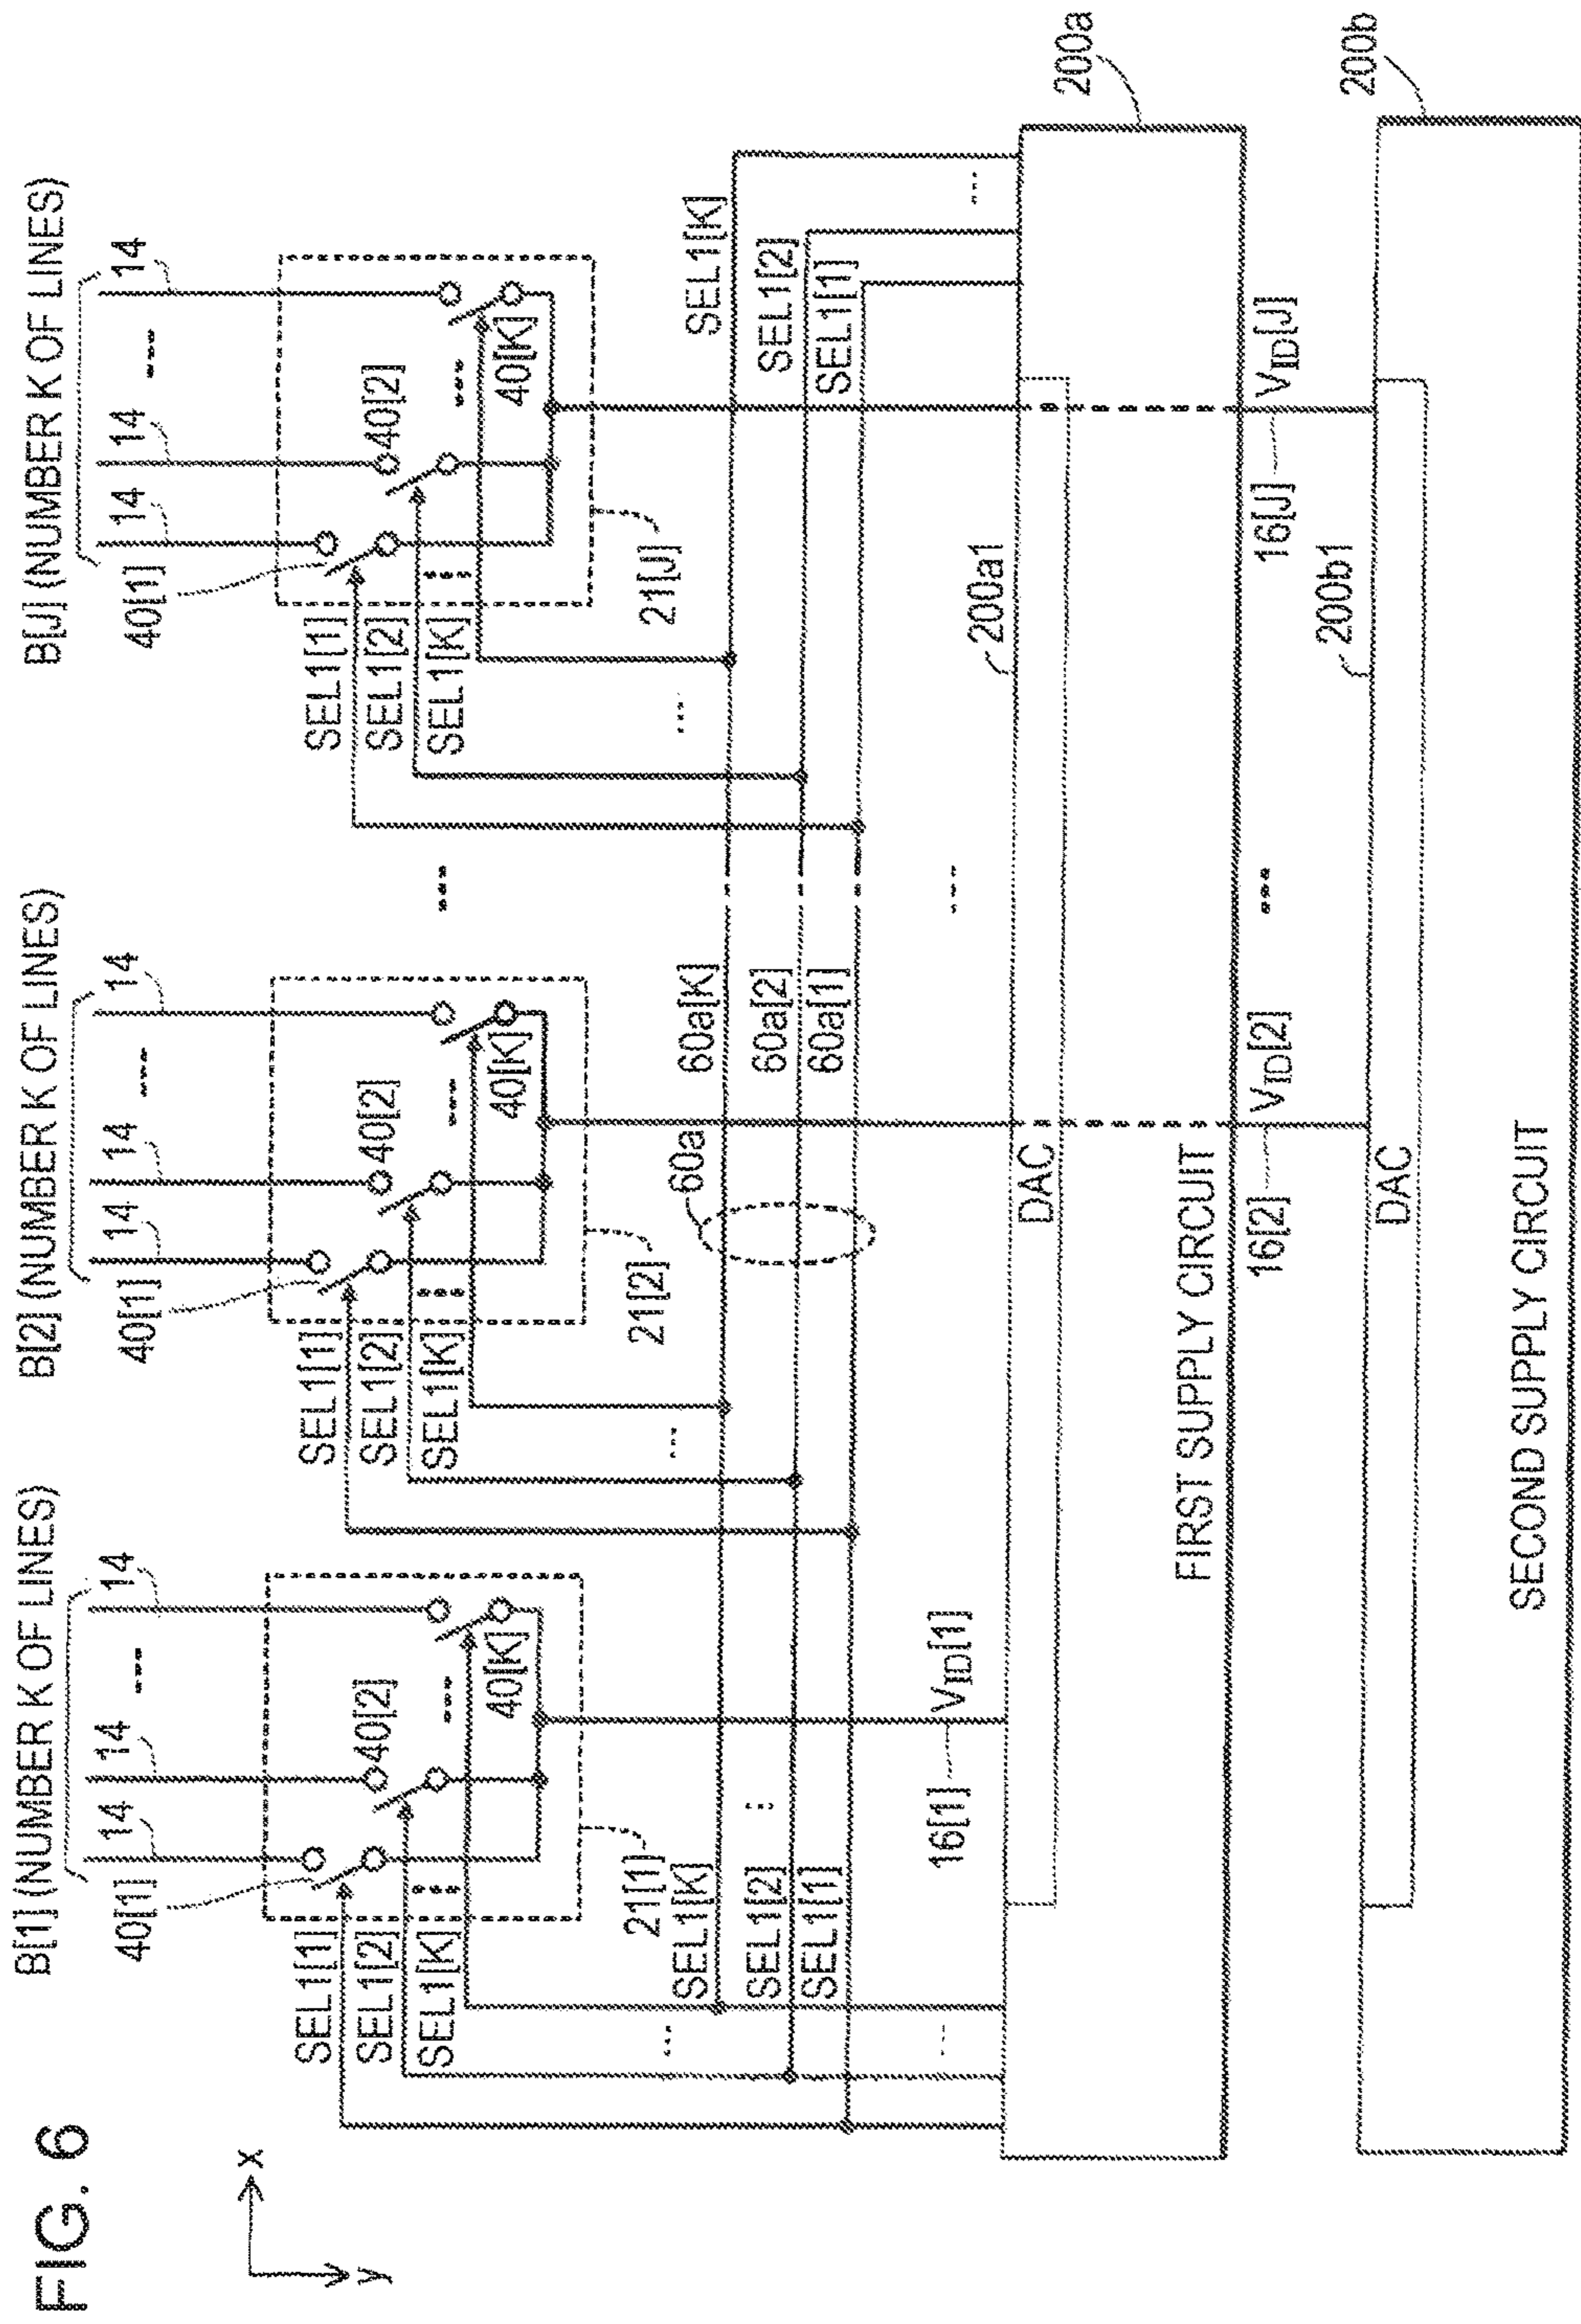 FIG. 6
X
y
B[1] (NUMBER K OF LINES)
B[2] (NUMBER K OF LINES)
B[J] (NUMBER K OF LINES)
14
14
14
14
14
14
14
14
14
40[1]
40[2]
40[K]
40[1]
40[2]
40[K]
40[1]
40[2]
40[K]
SEL1[1]
SEL1[2]
SEL1[K]
SEL1[1]
SEL1[2]
SEL1[K]
SEL1[1]
SEL1[2]
SEL1[K]
21[1]
21[2]
21[J]
SEL1[K]
SEL1[2]
SEL1[1]
60a
60a[K]
60a[2]
60a[1]
SEL1[K]
SEL1[2]
SEL1[1]
16[1]
VID[1]
200a1
200a
DAC
FIRST SUPPLY CIRCUIT
16[2]
VID[2]
16[J]
VID[J]
200b1
200b
DAC
SECOND SUPPLY CIRCUIT